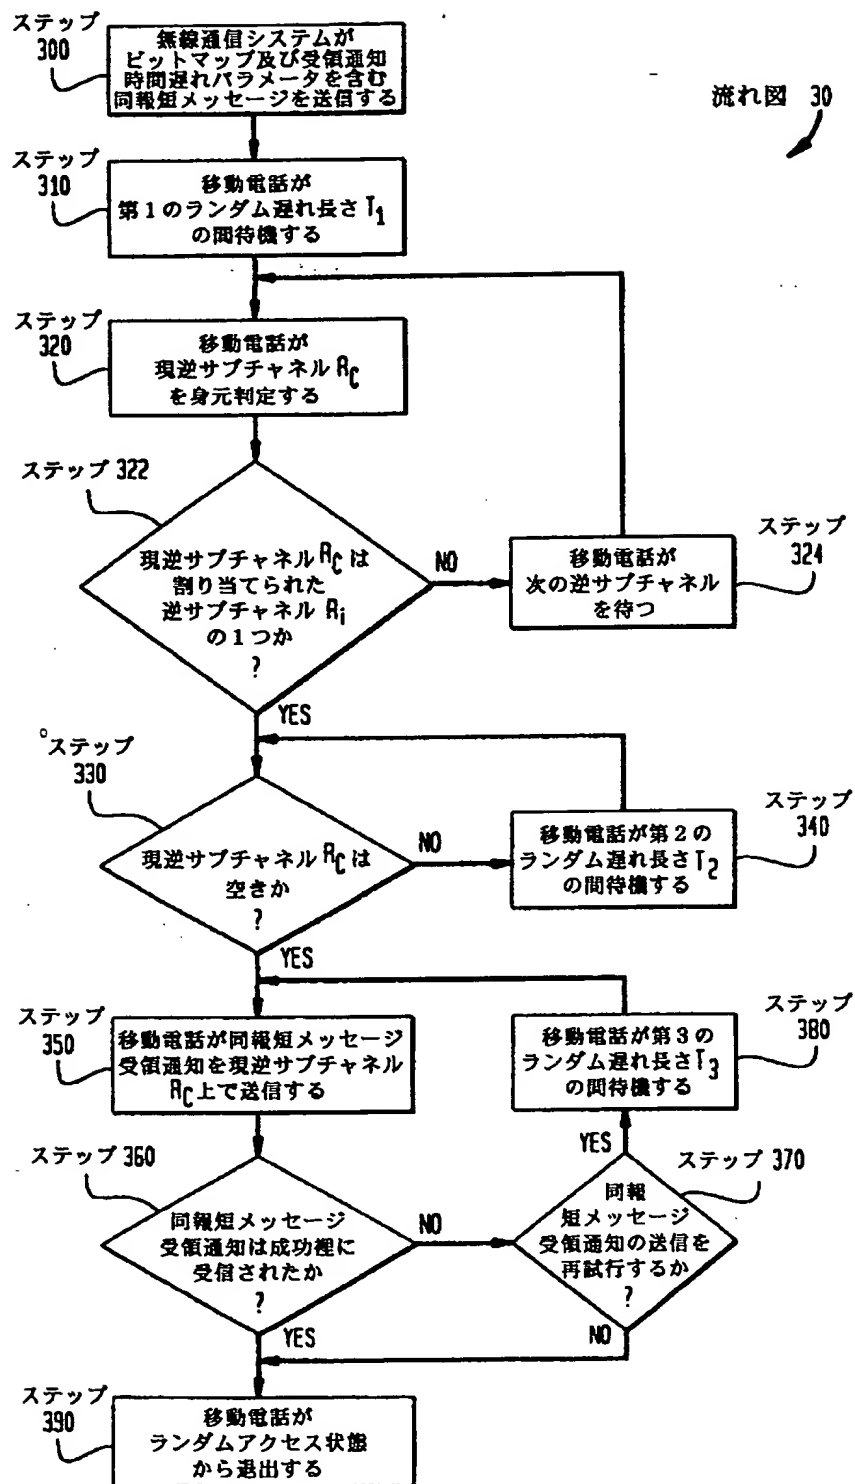 ステップ
300
無線通信システムが
ビットマップ及び受領通知
時間遅れパラメータを含む
同報短メッセージを送信する
流れ図 30
ステップ
310
移動電話が
第1のランダム遅れ長さ T1
の間待機する
ステップ
320
移動電話が
現逆サブチャネル RC
を身元判定する
ステップ 322
現逆サブチャネル RC は
割り当てられた
逆サブチャネル Ri
の1つか
?
NO
YES
ステップ
324
移動電話が
次の逆サブチャネル
を待つ
ステップ
330
現逆サブチャネル RC は
空きか
?
NO
YES
ステップ
340
移動電話が第2の
ランダム遅れ長さ T2
の間待機する
ステップ
350
移動電話が同報短メッセージ
受領通知を現逆サブチャネル
RC上で送信する
ステップ
380
移動電話が第3の
ランダム遅れ長さ T3
の間待機する
YES
ステップ 360
同報短メッセージ
受領通知は成功裡に
受信されたか
?
NO
YES
ステップ 370
同報
短メッセージ
受領通知の送信を
再試行するか
?
NO
ステップ
390
移動電話が
ランダムアクセス状態
から退出する